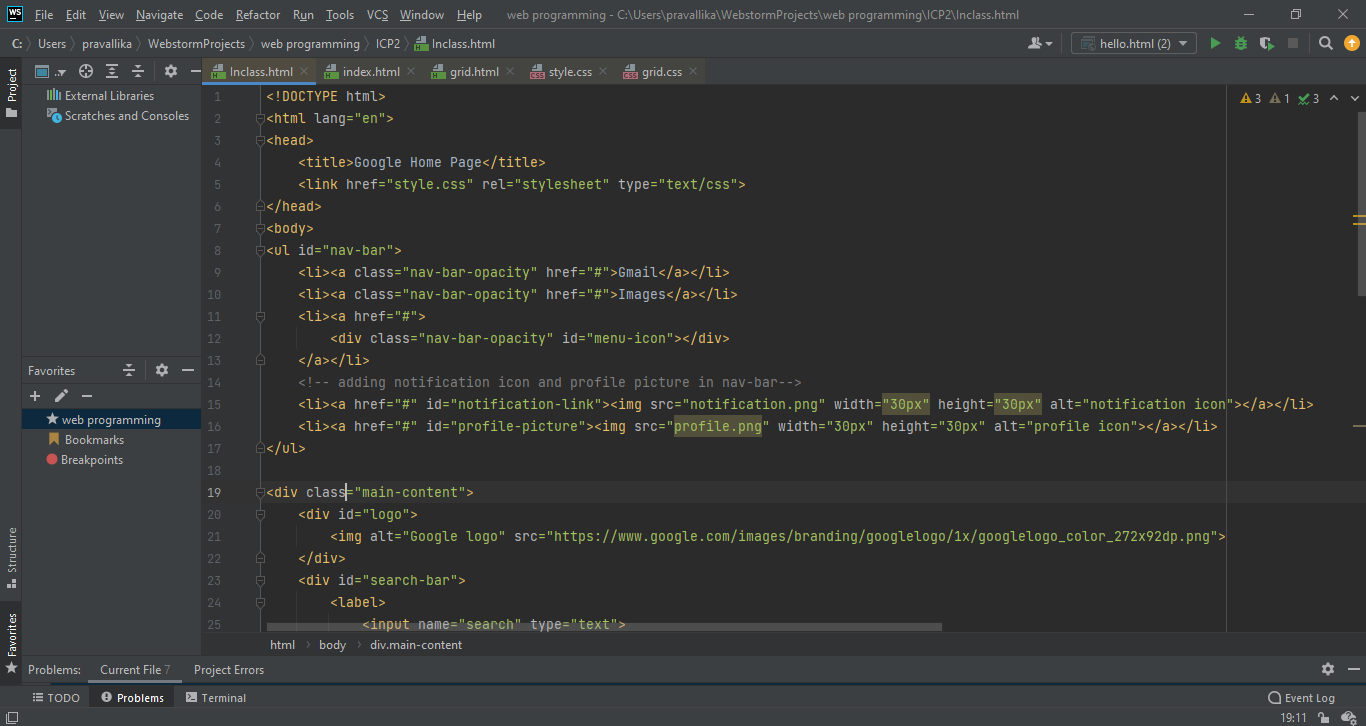 WS File Edit View Navigate Code Refactor Run Tools VCS Window Help web programming - C:\Users\pravallika\WebstormProjects\web programming\ICP2\Inclass.html
C: Users pravallika WebstormProjects web programming ICP2 Inclass.html hello.html (2)
Project
.. Inclass.html index.html grid.html style.css grid.css
External Libraries
Scratches and Consoles
3 1 3
1 <!DOCTYPE html>
2 <html lang="en">
3 <head>
4 <title>Google Home Page</title>
5 <link href="style.css" rel="stylesheet" type="text/css">
6 </head>
7 <body>
8 <ul id="nav-bar">
9 <li><a class="nav-bar-opacity" href="#">Gmail</a></li>
10 <li><a class="nav-bar-opacity" href="#">Images</a></li>
11 <li><a href="#">
12 <div class="nav-bar-opacity" id="menu-icon"></div>
13 </a></li>
14 <!-- adding notification icon and profile picture in nav-bar-->
15 <li><a href="#" id="notification-link"><img src="notification.png" width="30px" height="30px" alt="notification icon"></a></li>
16 <li><a href="#" id="profile-picture"><img src="profile.png" width="30px" height="30px" alt="profile icon"></a></li>
17 </ul>
18
19 <div class="main-content">
20 <div id="logo">
21 <img alt="Google logo" src="https://www.google.com/images/branding/googlelogo/1x/googlelogo_color_272x92dp.png">
22 </div>
23 <div id="search-bar">
24 <label>
25 <input name="search" type="text">
Favorites
web programming
Bookmarks
Breakpoints
Structure
Favorites
html body div.main-content
Problems: Current File 7 Project Errors
TODO Problems Terminal Event Log
19:11